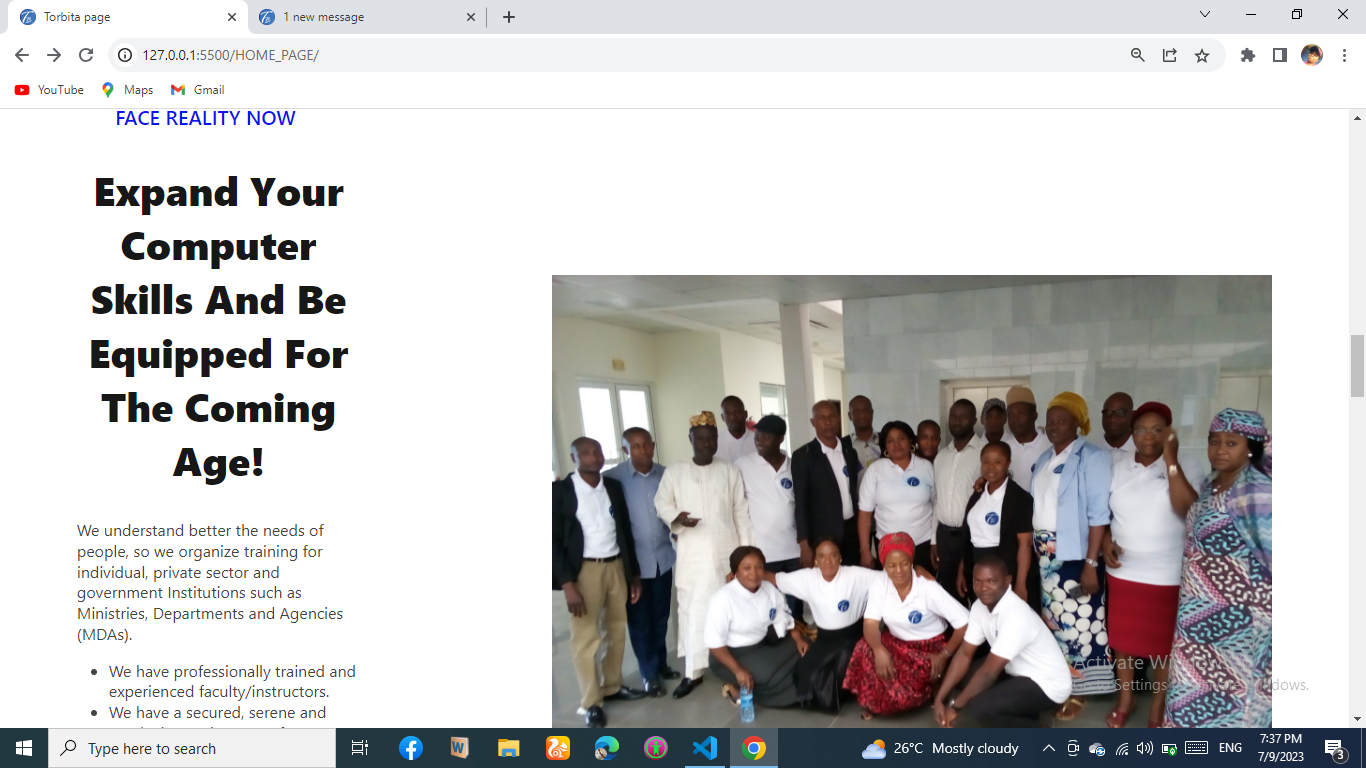 Torbita page
1 new message
127.0.0.1:5500/HOME_PAGE/
YouTube
Maps
Gmail
FACE REALITY NOW
Expand Your
Computer
Skills And Be
Equipped For
The Coming
Age!
We understand better the needs of
people, so we organize training for
individual, private sector and
government Institutions such as
Ministries, Departments and Agencies
(MDAs).
• We have professionally trained and
experienced faculty/instructors.
• We have a secured, serene and
Activate Windows
Go to Settings to activate Windows.
Type here to search
26°C Mostly cloudy
ENG
7:37 PM
7/9/2023
3